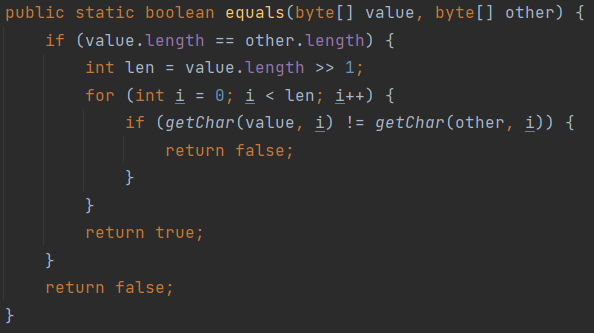 public static boolean equals(byte[] value, byte[] other) {
    if (value.length == other.length) {
        int len = value.length >> 1;
        for (int i = 0; i < len; i++) {
            if (getChar(value, i) != getChar(other, i)) {
                return false;
            }
        }
        return true;
    }
    return false;
}